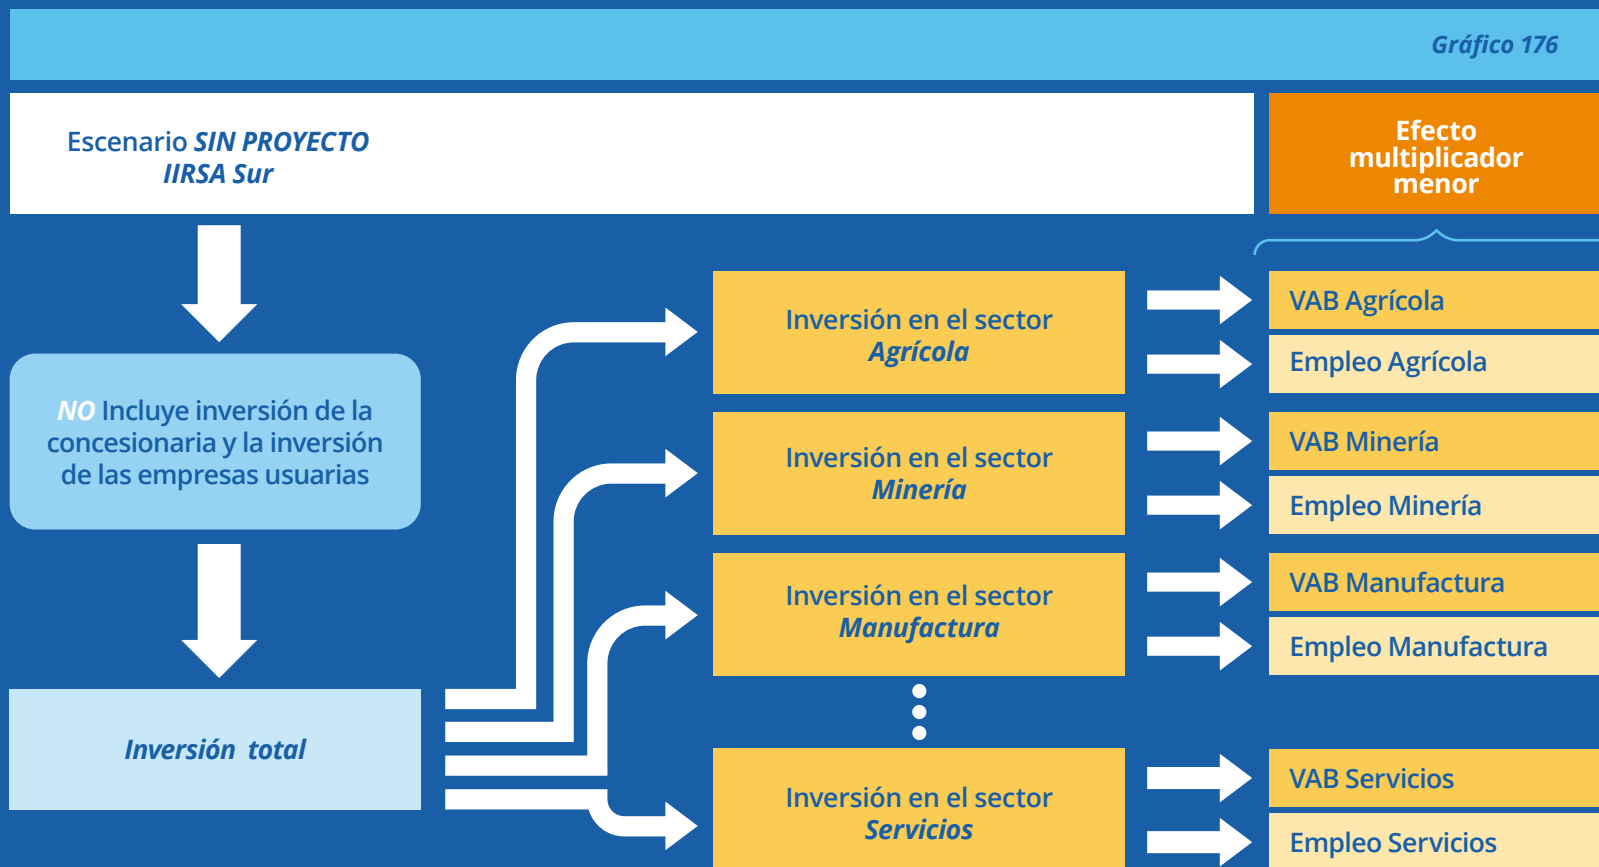 Gráfico 176
Escenario SIN PROYECTO
IIRSA Sur
Efecto
multiplicador
menor
NO Incluye inversión de la
concesionaria y la inversión
de las empresas usuarias
Inversión total
Inversión en el sector
Agrícola
VAB Agrícola
Empleo Agrícola
Inversión en el sector
Minería
VAB Minería
Empleo Minería
Inversión en el sector
Manufactura
VAB Manufactura
Empleo Manufactura
Inversión en el sector
Servicios
VAB Servicios
Empleo Servicios